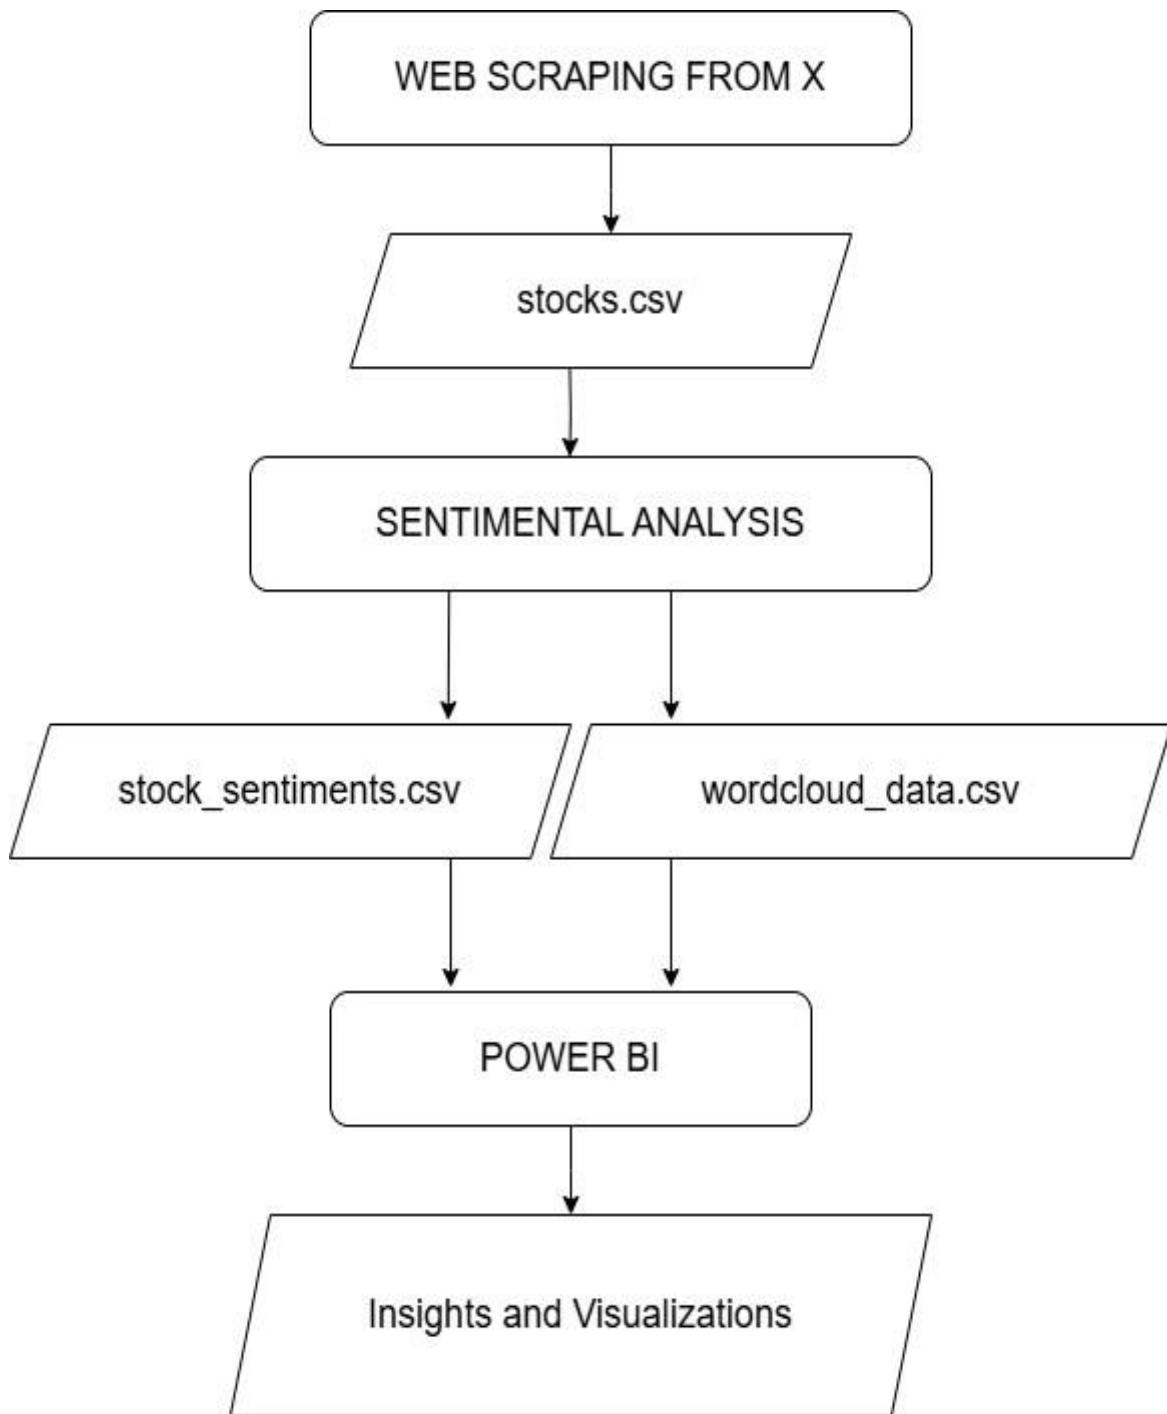 WEB SCRAPING FROM X
stocks.csv
SENTIMENTAL ANALYSIS
stock_sentiments.csv
wordcloud_data.csv
POWER BI
Insights and Visualizations